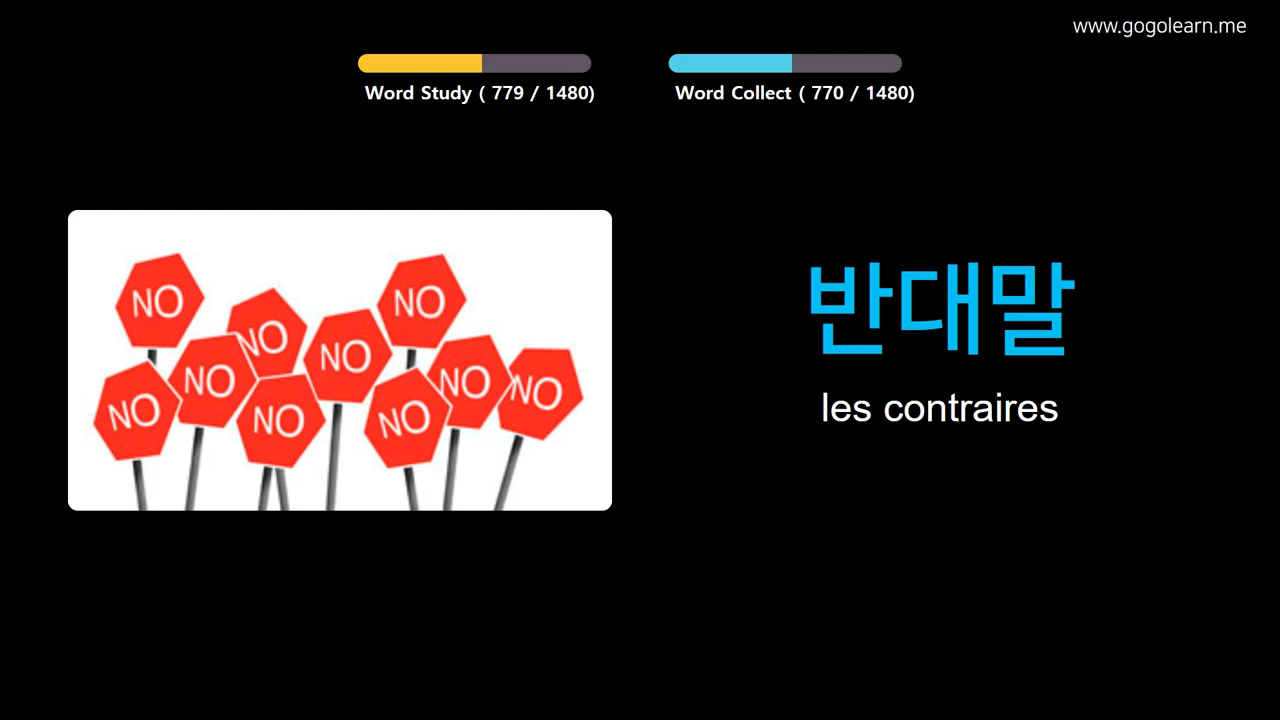 www.gogolearn.me
Word Study ( 779 / 1480)
Word Collect ( 770 / 1480)
NO
NO
NO
NO
NO
NO
NO
NO
NO
NO
반대말
les contraires